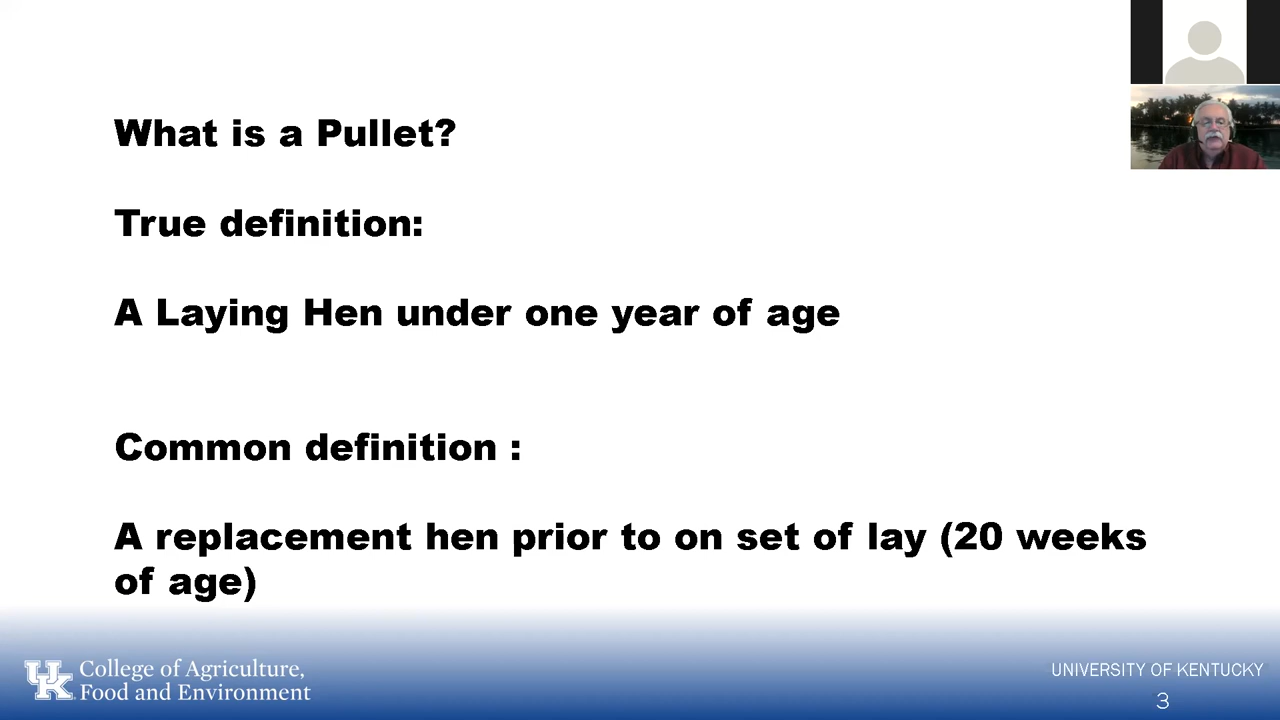 What is a Pullet?
True definition:
A Laying Hen under one year of age
Common definition :
A replacement hen prior to on set of lay (20 weeks
of age)
UK
College of Agriculture,
Food and Environment
UNIVERSITY OF KENTUCKY
3